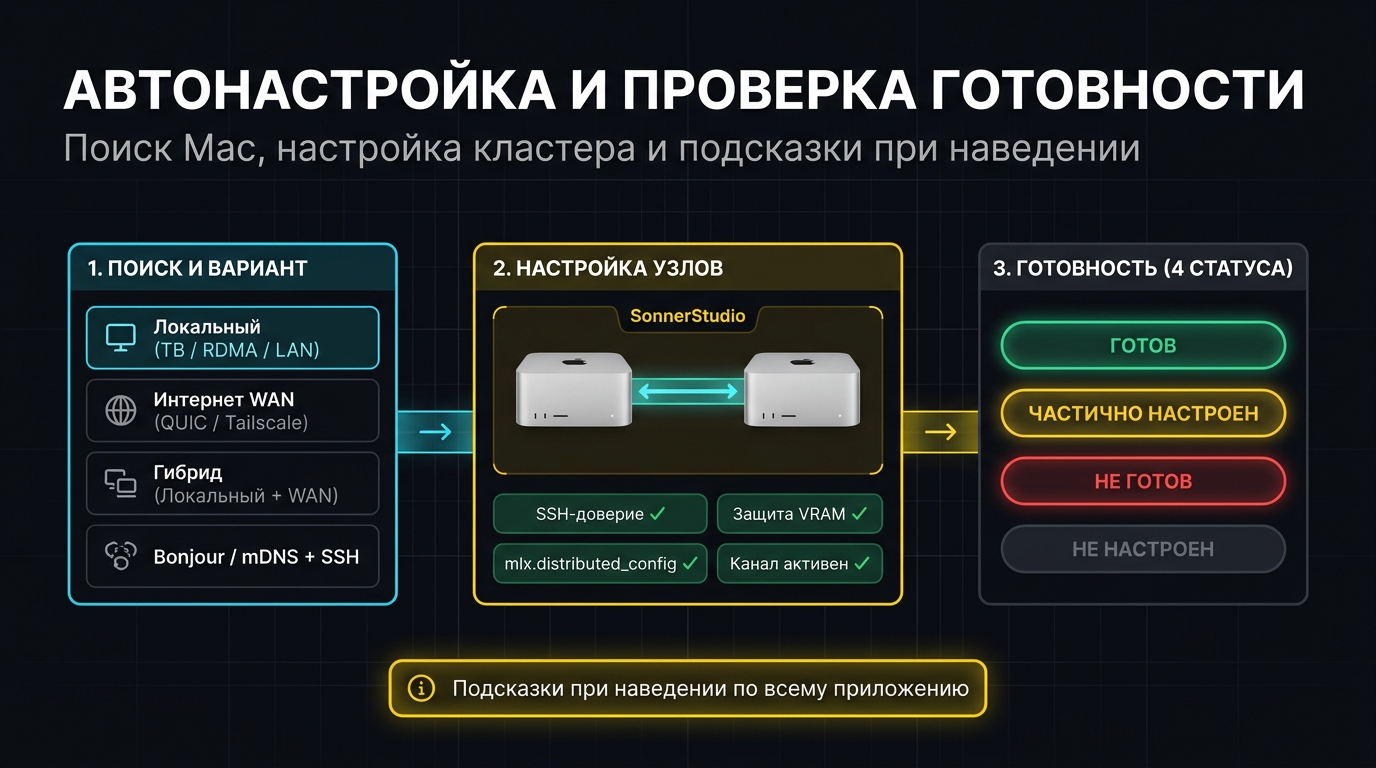 АВТОНАСТРОЙКА И ПРОВЕРКА ГОТОВНОСТИ
Поиск Mac, настройка кластера и подсказки при наведении
1. ПОИСК И ВАРИАНТ
Локальный
(TB / RDMA / LAN)
Интернет WAN
(QUIC / Tailscale)
Гибрид
(Локальный + WAN)
Bonjour / mDNS + SSH
2. НАСТРОЙКА УЗЛОВ
SonnerStudio
SSH-доверие ✓
Защита VRAM ✓
mlx.distributed_config ✓
Канал активен ✓
3. ГОТОВНОСТЬ (4 СТАТУСА)
ГОТОВ
ЧАСТИЧНО НАСТРОЕН
НЕ ГОТОВ
НЕ НАСТРОЕН
Подсказки при наведении по всему приложению